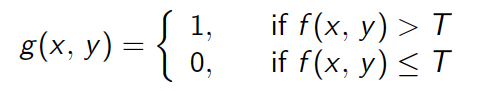 g(x, y) = { 1, if f(x, y) > T
0, if f(x, y) ≤ T